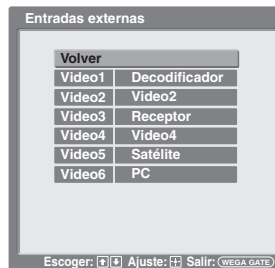 Entradas externas
Volver
Video1 Decodificador
Video2 Video2
Video3 Receptor
Video4 Video4
Video5 Satélite
Video6 PC
Escoger: Ajuste: Salir: WEGA GATE